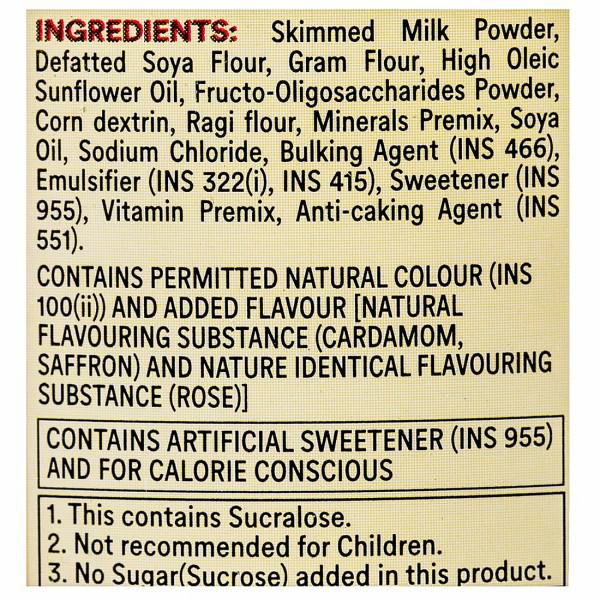 INGREDIENTS: Skimmed Milk Powder,
Defatted Soya Flour, Gram Flour, High Oleic
Sunflower Oil, Fructo-Oligosaccharides Powder,
Corn dextrin, Ragi flour, Minerals Premix, Soya
Oil, Sodium Chloride, Bulking Agent (INS 466),
Emulsifier (INS 322(i), INS 415), Sweetener (INS
955), Vitamin Premix, Anti-caking Agent (INS
551).
CONTAINS PERMITTED NATURAL COLOUR (INS
100(ii)) AND ADDED FLAVOUR [NATURAL
FLAVOURING SUBSTANCE (CARDAMOM,
SAFFRON) AND NATURE IDENTICAL FLAVOURING
SUBSTANCE (ROSE)]
CONTAINS ARTIFICIAL SWEETENER (INS 955)
AND FOR CALORIE CONSCIOUS
1. This contains Sucralose.
2. Not recommended for Children.
3. No Sugar(Sucrose) added in this product.